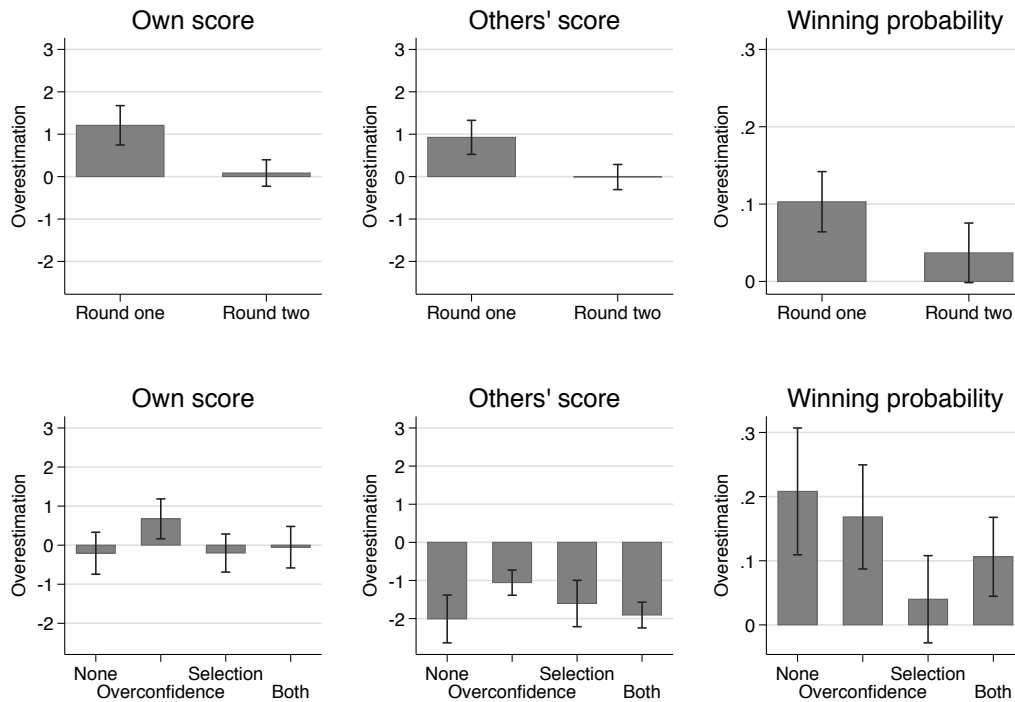 Own score
Others' score
Winning probability
Overestimation
3
2
1
0
-1
-2
Round one
Round two
Overestimation
3
2
1
0
-1
-2
Round one
Round two
Overestimation
.3
.2
.1
0
Round one
Round two
Own score
Others' score
Winning probability
Overestimation
3
2
1
0
-1
-2
None
Overconfidence
Selection
Both
Overestimation
3
2
1
0
-1
-2
None
Overconfidence
Selection
Both
Overestimation
.3
.2
.1
0
None
Overconfidence
Selection
Both